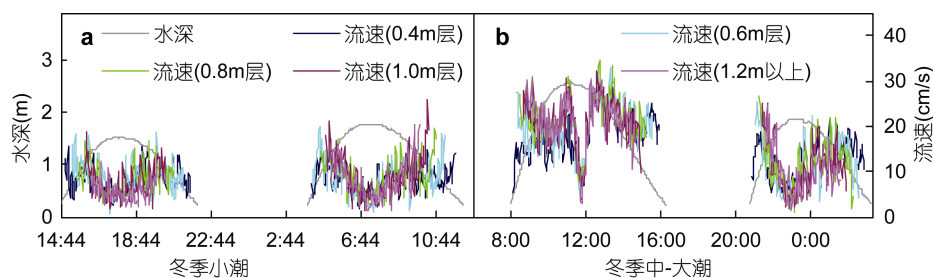 a
水深
流速(0.4m层)
流速(0.8m层)
流速(1.0m层)
b
流速(0.6m层)
流速(1.2m以上)
水深(m)
3
2
1
0
流速(cm/s)
40
30
20
10
0
14:44 18:44 22:44 2:44 6:44 10:44
8:00 12:00 16:00 20:00 0:00
冬季小潮
冬季中-大潮